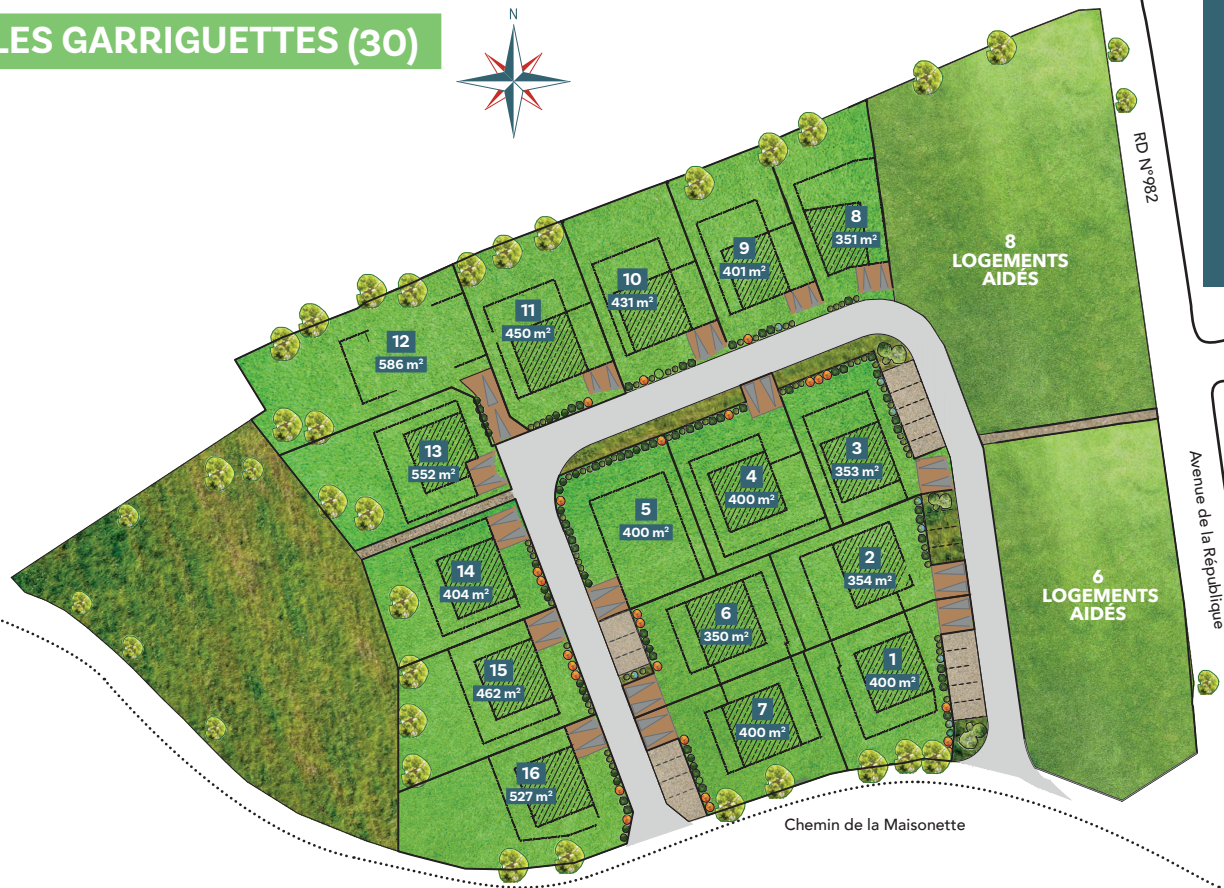 LES GARRIGUETTES (30)
N
RD N°982
8
LOGEMENTS
AIDÉS
8
351 m²
9
401 m²
10
431 m²
11
450 m²
12
586 m²
13
552 m²
3
353 m²
4
400 m²
5
400 m²
Avenue de la République
2
354 m²
14
404 m²
6
LOGEMENTS
AIDÉS
6
350 m²
1
400 m²
15
462 m²
7
400 m²
16
527 m²
Chemin de la Maisonette